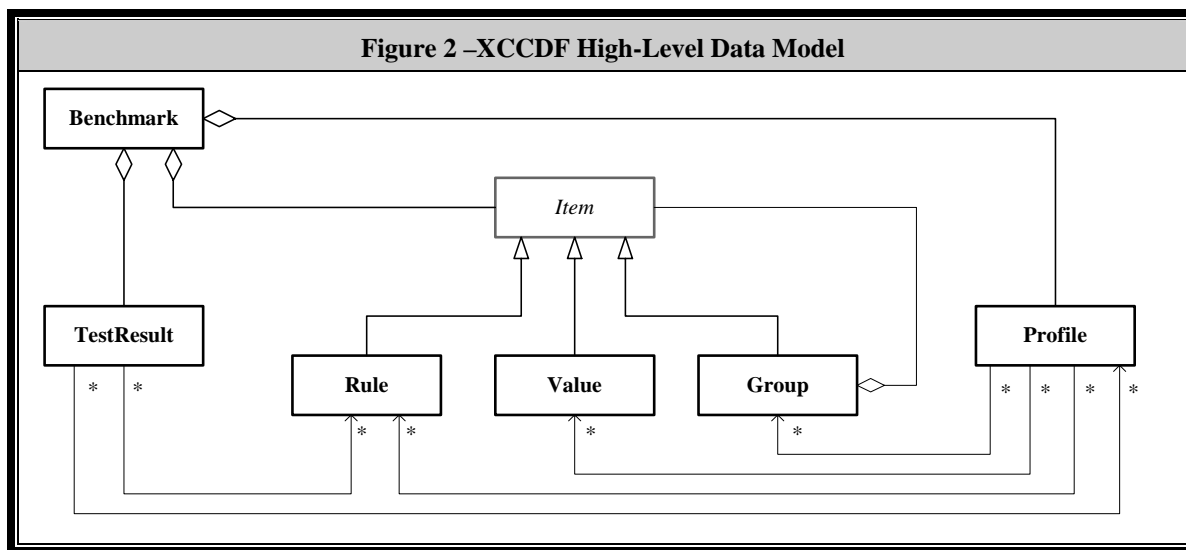 Figure 2 –XCCDF High-Level Data Model
Benchmark
Item
TestResult
Profile
* *
Rule
Value
Group
* * * *
* *
*
*